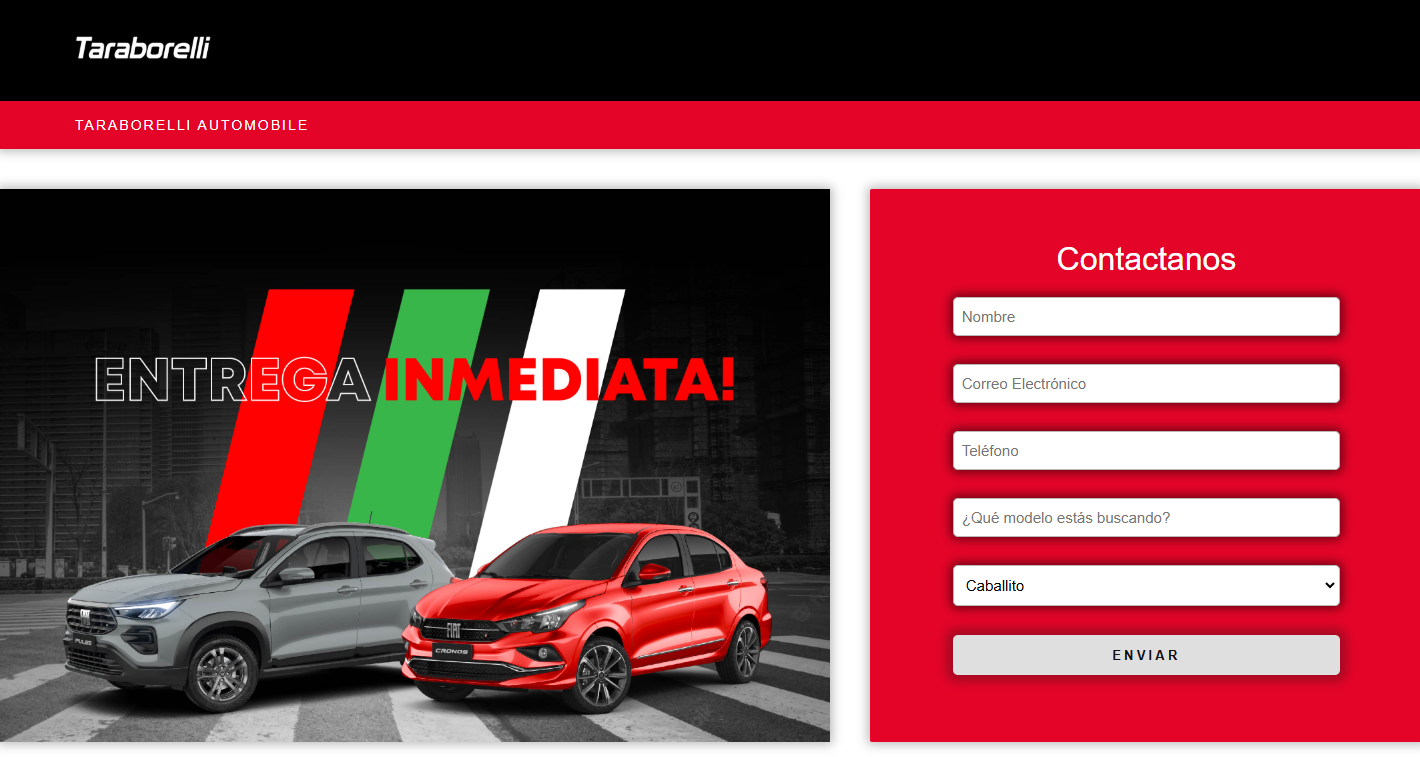 Taraborelli
TARABORELLI AUTOMOBILE
ENTREGA INMEDIATA!
FIAT
PULSE
FIAT
CRONOS
Contactanos
Nombre
Correo Electrónico
Teléfono
¿Qué modelo estás buscando?
Caballito
ENVIAR